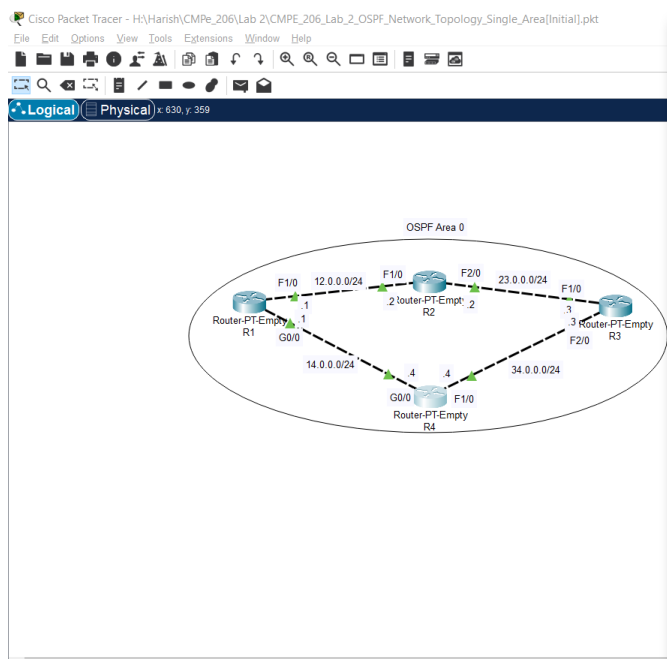 Cisco Packet Tracer - H:\Harish\CMPe_206\Lab 2\CMPE_206_Lab_2_OSPF_Network_Topology_Single_Area[Initial].pkt
File Edit Options View Tools Extensions Window Help
Logical Physical x: 630, y: 359
OSPF Area 0
F1/0 12.0.0.0/24 F1/0 F2/0 23.0.0.0/24 F1/0
.1 .2 Router-PT-Empty .2 .3
R2
Router-PT-Empty .1 .3 Router-PT-Empty
R1 R3
G0/0 F2/0
14.0.0.0/24 34.0.0.0/24
.4 .4
G0/0 F1/0
Router-PT-Empty
R4